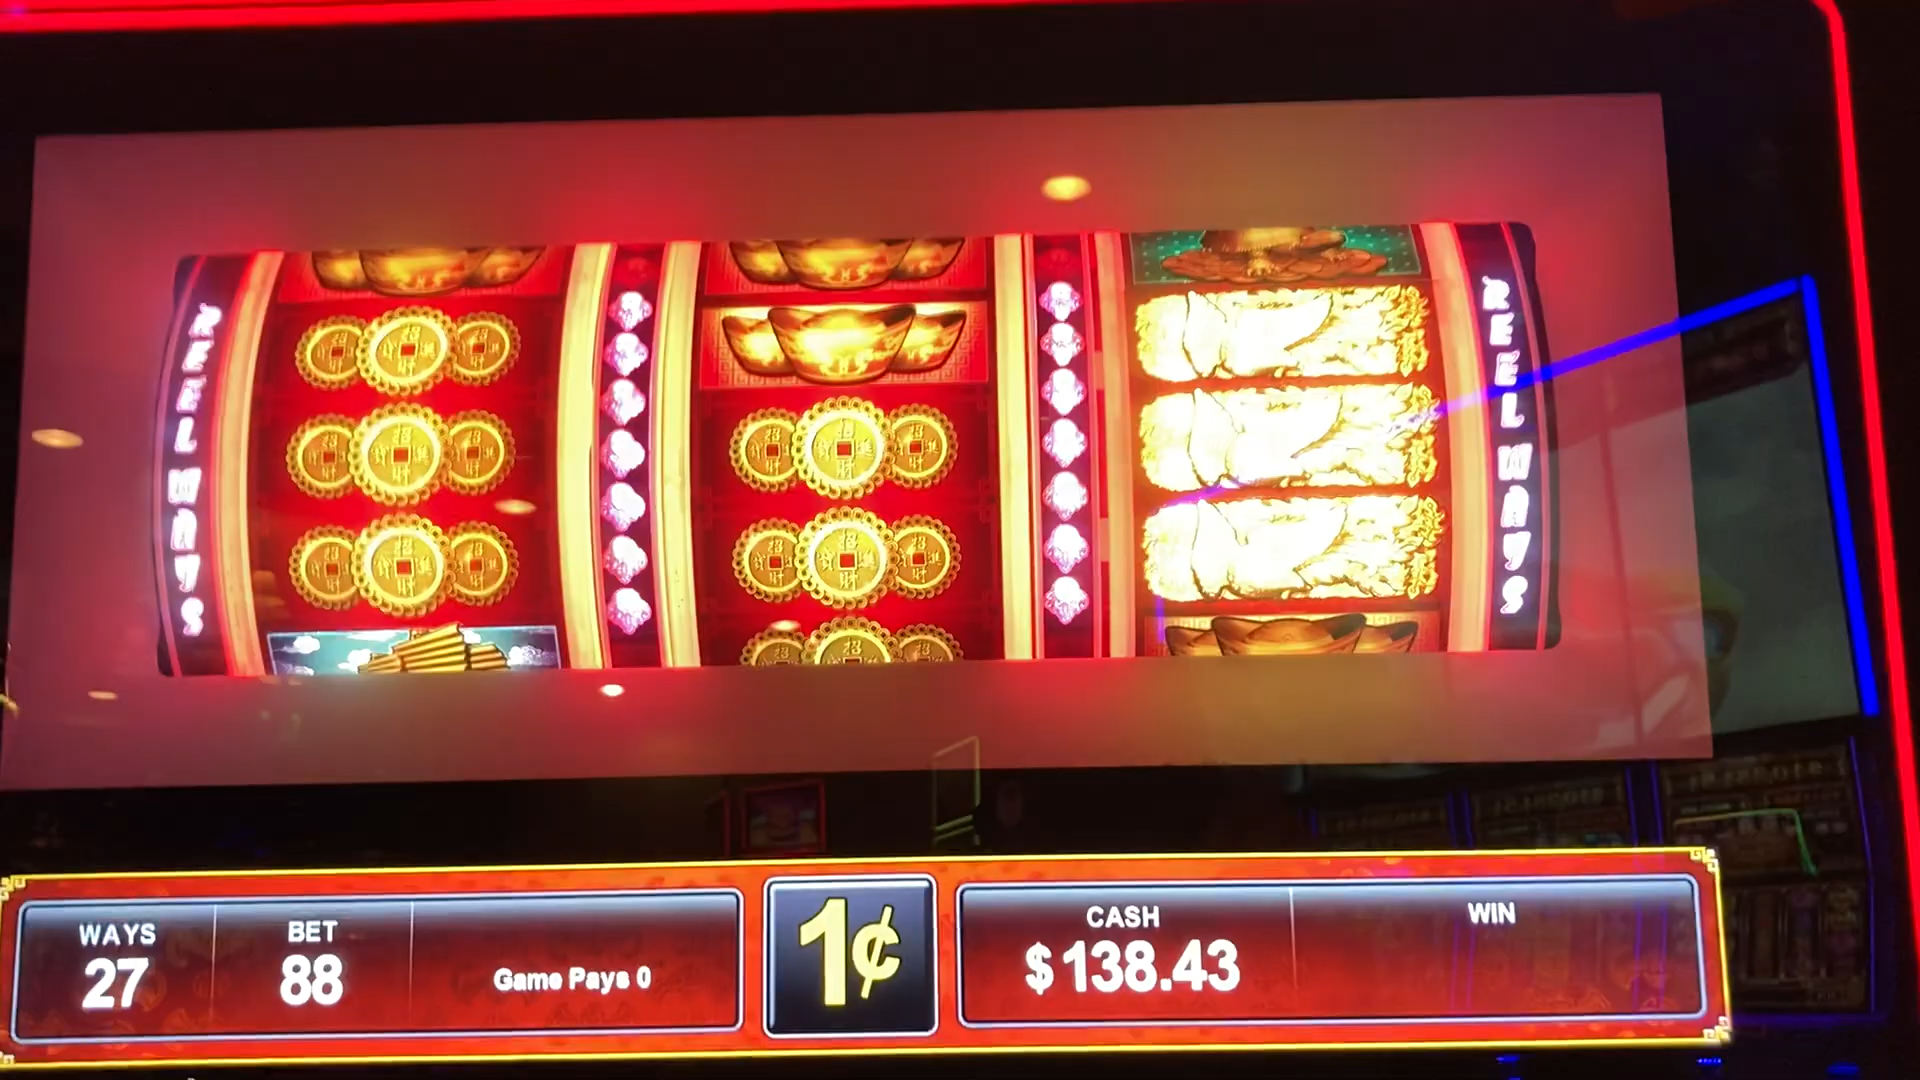 REEL WAYS
REEL WAYS
WAYS
27
BET
88
Game Pays 0
1¢
CASH
$138.43
WIN